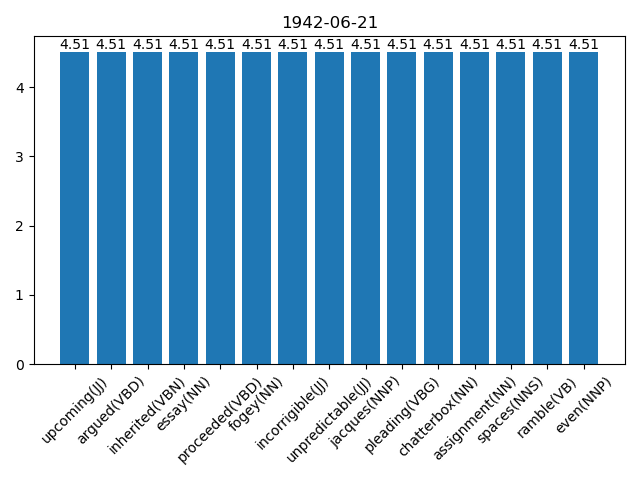 1942-06-21
4.51 4.51 4.51 4.51 4.51 4.51 4.51 4.51 4.51 4.51 4.51 4.51 4.51 4.51 4.51
4
3
2
1
0
upcoming(JJ)
argued(VBD)
inherited(VBN)
essay(NN)
proceeded(VBD)
fogey(NN)
incorrigible(JJ)
unpredictable(JJ)
jacques(NNP)
pleading(VBG)
chatterbox(NN)
assignment(NN)
spaces(NNS)
ramble(VB)
even(NNP)